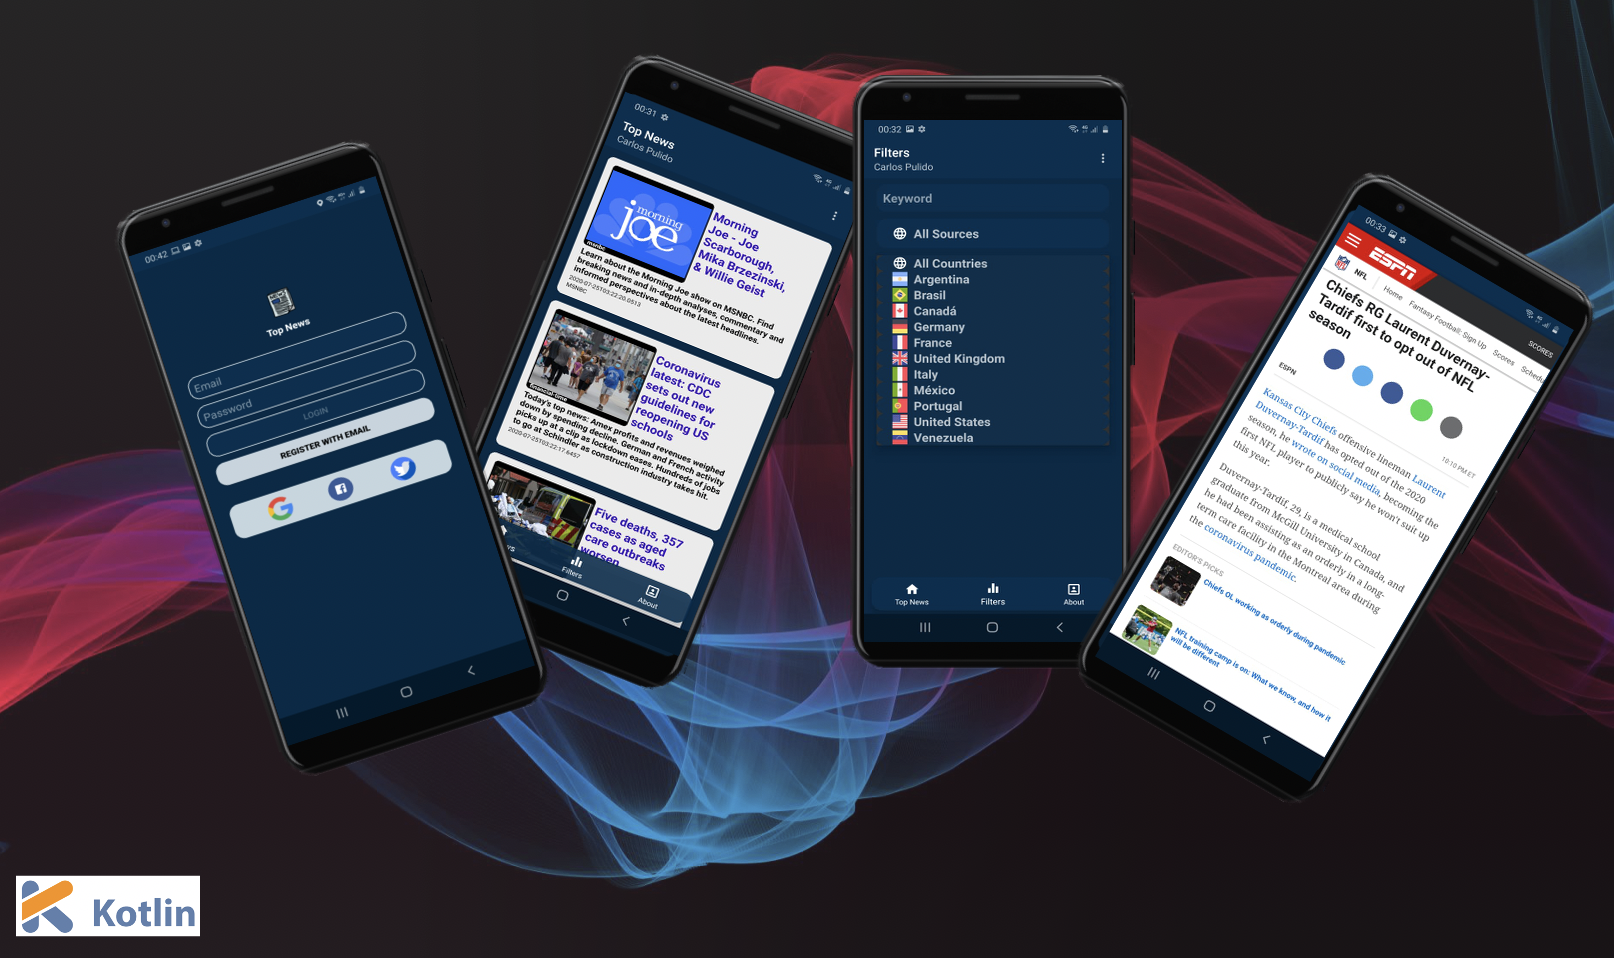 00:42
Top News
Email
Password
LOGIN
REGISTER WITH EMAIL
00:31
Top News
Carlos Pulido
morning
joe
msnbc
Morning
Joe - Joe
Scarborough,
Mika Brzezinski,
& Willie Geist
Learn about the Morning Joe show on MSNBC. Find
breaking news and in-depth analyses, commentary and
informed perspectives about the latest headlines.
2020-07-25T03:22:20.0513
MSNBC
Coronavirus
latest: CDC
sets out new
guidelines for
reopening US
schools
Today's top news: Amex profits and revenues weighed
down by spending decline. German and French activity
picks up at a clip as lockdown eases. Hundreds of jobs
to go at Schindler as construction industry takes hit.
2020-07-25T03:22:17.6457
Five deaths, 357
cases as aged
care outbreaks
worsen
Filters
About
00:32
Filters
Carlos Pulido
Keyword
All Sources
All Countries
Argentina
Brasil
Canadá
Germany
France
United Kingdom
Italy
México
Portugal
United States
Venezuela
Top News
Filters
About
00:33
ESPN
SCORES
NFL
Home
Fantasy Football: Sign Up
Scores
Schedu
Chiefs RG Laurent Duvernay-
Tardif first to opt out of NFL
season
ESPN
10:10 PM ET
Kansas City Chiefs offensive lineman Laurent
Duvernay-Tardif has opted out of the 2020
season, he wrote on social media, becoming the
first NFL player to publicly say he won't suit up
this year.
Duvernay-Tardif, 29, is a medical school
graduate from McGill University in Canada, and
he had been assisting as an orderly in a long-
term care facility in the Montreal area during
the coronavirus pandemic.
EDITOR'S PICKS
Chiefs OL working as orderly during pandemic
NFL training camp is on: What we know, and how it
will be different
Kotlin